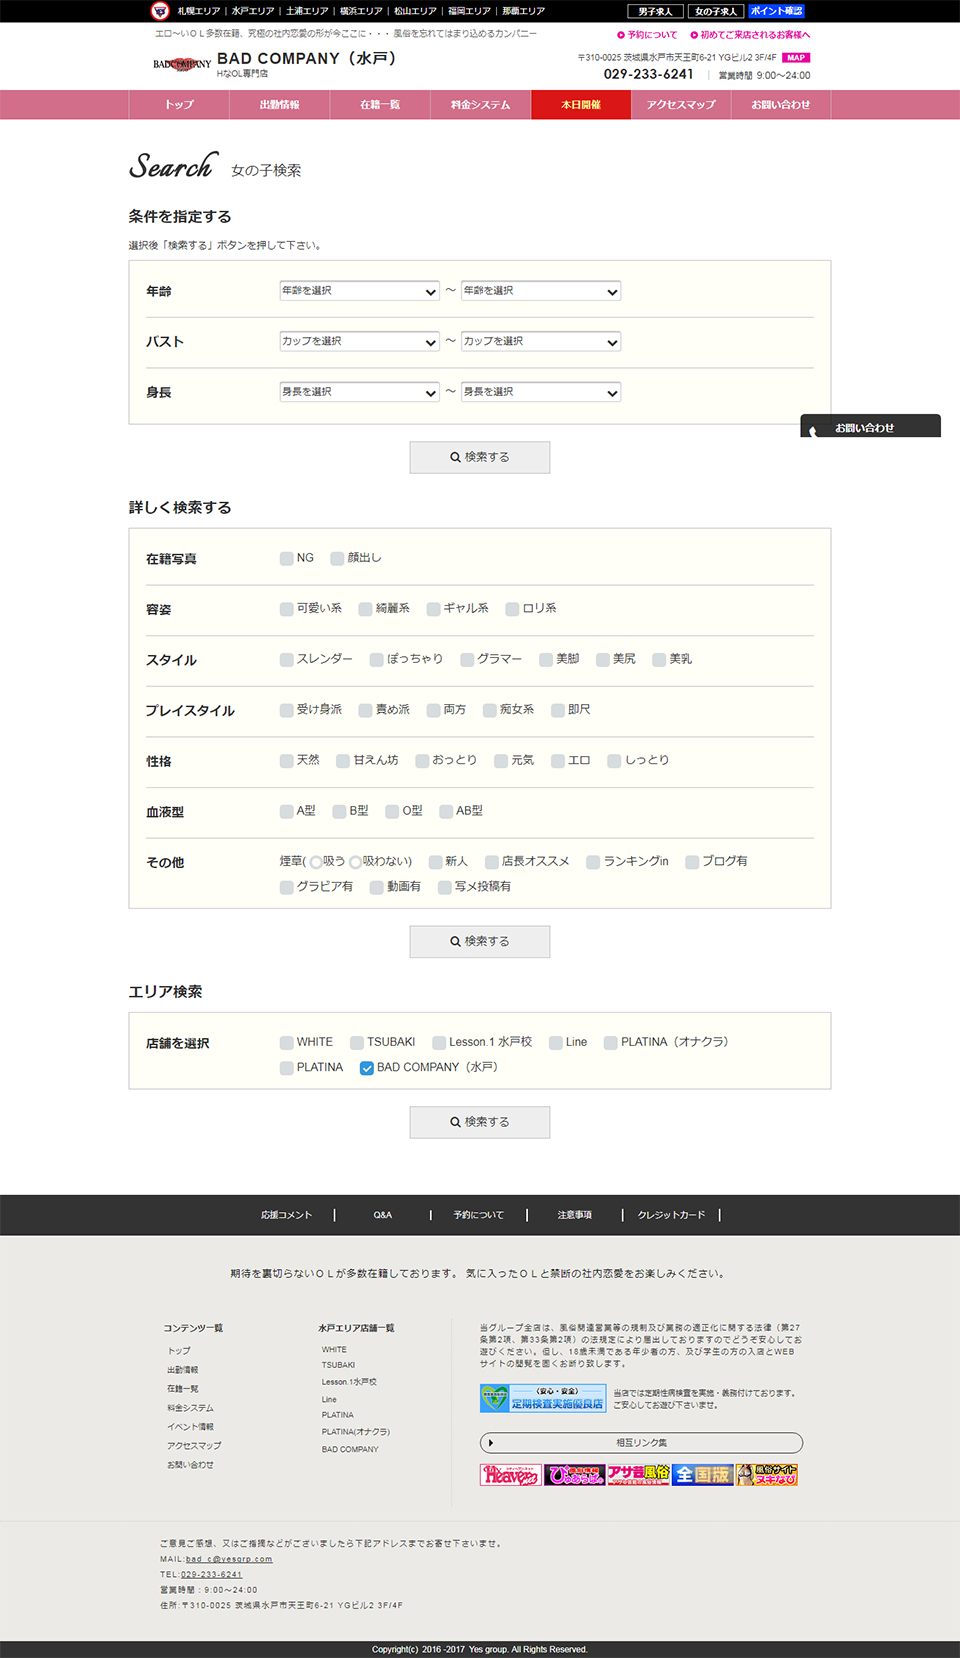 札幌エリア | 水戸エリア | 土浦エリア | 横浜エリア | 松山エリア | 福岡エリア | 那覇エリア 男子求人 女の子求人 ポイント確認
エロ～いＯＬ多数在籍、究極の社内恋愛の形が今ここに・・・ 風俗を忘れてはまり込めるカンパニー 予約について 初めてご来店されるお客様へ
BAD COMPANY BAD COMPANY（水戸） 〒310-0025 茨城県水戸市天王町6-21 YGビル2 3F/4F MAP
HなOL専門店 029-233-6241 | 営業時間 9:00～24:00
トップ 出勤情報 在籍一覧 料金システム 本日開催 アクセスマップ お問い合わせ
Search 女の子検索
条件を指定する
選択後「検索する」ボタンを押して下さい。
年齢 年齢を選択 ～ 年齢を選択
バスト カップを選択 ～ カップを選択
身長 身長を選択 ～ 身長を選択
お問い合わせ
検索する
詳しく検索する
在籍写真 NG 顔出し
容姿 可愛い系 綺麗系 ギャル系 ロリ系
スタイル スレンダー ぽっちゃり グラマー 美脚 美尻 美乳
プレイスタイル 受け身派 責め派 両方 痴女系 即尺
性格 天然 甘えん坊 おっとり 元気 エロ しっとり
血液型 A型 B型 O型 AB型
その他 煙草( 吸う 吸わない) 新人 店長オススメ ランキングin ブログ有
グラビア有 動画有 写メ投稿有
検索する
エリア検索
店舗を選択 WHITE TSUBAKI Lesson.1 水戸校 Line PLATINA（オナクラ）
PLATINA BAD COMPANY（水戸）
検索する
応援コメント | Q&A | 予約について | 注意事項 | クレジットカード |
期待を裏切らないＯＬが多数在籍しております。 気に入ったＯＬと禁断の社内恋愛をお楽しみください。
コンテンツ一覧
トップ
出勤情報
在籍一覧
料金システム
イベント情報
アクセスマップ
お問い合わせ
水戸エリア店舗一覧
WHITE
TSUBAKI
Lesson.1水戸校
Line
PLATINA
PLATINA(オナクラ)
BAD COMPANY
当グループ全店は、風俗関連営業等の規制及び業務の適正化に関する法律（第27
条第2項、第33条第2項）の法規定により届出しておりますのでどうぞ安心してお
遊びください。但し、18歳未満である年少者の方、及び学生の方の入店とWEB
サイトの閲覧を固くお断り致します。
〈安心・安全〉
定期検査実施優良店
当店では定期性病検査を実施・義務付けております。
ご安心してお遊び下さいませ。
相互リンク集
Heaven ぴゅあらば アサ芸風俗 全国版 風俗サイト ヌキなび
ご意見ご感想、又はご指摘などがございましたら下記アドレスまでお寄せ下さいませ。
MAIL:bad_c@yesgrp.com
TEL:029-233-6241
営業時間：9:00～24:00
住所:〒310-0025 茨城県水戸市天王町6-21 YGビル2 3F/4F
Copyright(c) 2016 -2017 Yes group. All Rights Reserved.